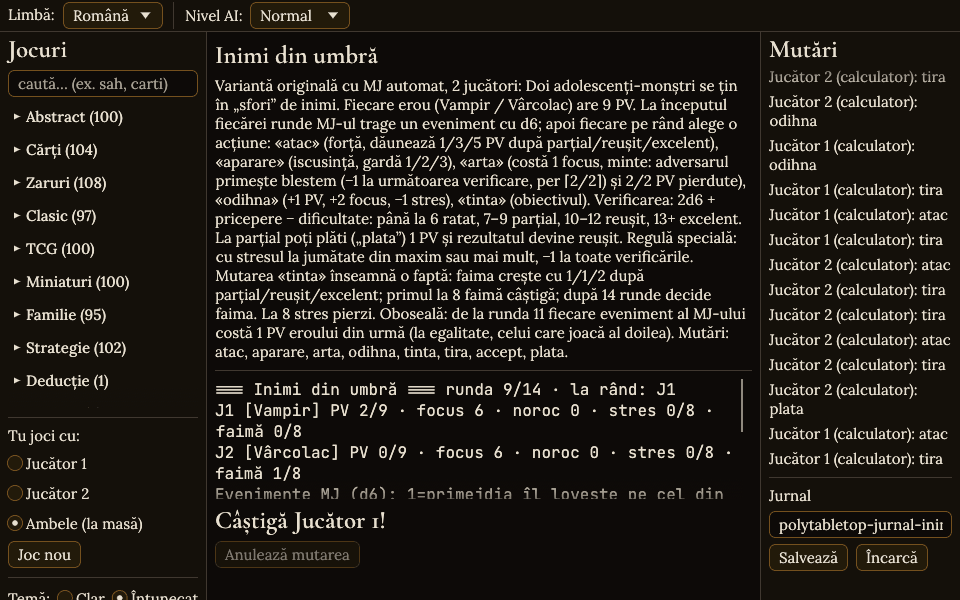 Limbă: Română ▼ Nivel AI: Normal ▼
Jocuri
caută... (ex. sah, carti)
▸ Abstract (100)
▸ Cărți (104)
▸ Zaruri (108)
▸ Clasic (97)
▸ TCG (100)
▸ Miniaturi (100)
▸ Familie (95)
▸ Strategie (102)
▸ Deducție (1)
Tu joci cu:
Jucător 1
Jucător 2
Ambele (la masă)
Joc nou
Temă: Clar Întunecat
Inimi din umbră
Variantă originală cu MJ automat, 2 jucători: Doi adolescenți-monștri se țin
în „sfori” de inimi. Fiecare erou (Vampir / Vârcolac) are 9 PV. La începutul
fiecărei runde MJ-ul trage un eveniment cu d6; apoi fiecare pe rând alege o
acțiune: «atac» (forță, dăunează 1/3/5 PV după parțial/reușit/excelent),
«aparare» (iscusință, gardă 1/2/3), «arta» (costă 1 focus, minte: adversarul
primește blestem (−1 la următoarea verificare, per ⌈2/2⌉) și 2/2 PV pierdute),
«odihna» (+1 PV, +2 focus, −1 stres), «tinta» (obiectivul). Verificarea: 2d6 +
pricepere − dificultate: până la 6 ratat, 7–9 parțial, 10–12 reușit, 13+ excelent.
La parțial poți plăti („plata”) 1 PV și rezultatul devine reușit. Regulă specială:
cu stresul la jumătate din maxim sau mai mult, −1 la toate verificările.
Mutarea «tinta» înseamnă o faptă: faima crește cu 1/1/2 după
parțial/reușit/excelent; primul la 8 faimă câștigă; după 14 runde decide
faima. La 8 stres pierzi. Oboseală: de la runda 11 fiecare eveniment al MJ-ului
costă 1 PV eroului din urmă (la egalitate, celui care joacă al doilea). Mutări:
atac, aparare, arta, odihna, tinta, tira, accept, plata.
═══ Inimi din umbră ═══ runda 9/14 · la rând: J1
J1 [Vampir] PV 2/9 · focus 6 · noroc 0 · stres 0/8 ·
faimă 0/8
J2 [Vârcolac] PV 0/9 · focus 6 · noroc 0 · stres 0/8 ·
faimă 1/8
Evenimente MJ (d6): 1=primejdia îl lovește pe cel din
Câștigă Jucător 1!
Anulează mutarea
Mutări
Jucător 2 (calculator): tira
Jucător 2 (calculator):
odihna
Jucător 1 (calculator):
odihna
Jucător 1 (calculator): tira
Jucător 1 (calculator): atac
Jucător 1 (calculator): tira
Jucător 2 (calculator): atac
Jucător 2 (calculator): tira
Jucător 2 (calculator): tira
Jucător 2 (calculator): atac
Jucător 2 (calculator): tira
Jucător 2 (calculator):
plata
Jucător 1 (calculator): atac
Jucător 1 (calculator): tira
Jurnal
polytabletop-jurnal-inir
Salvează Încarcă